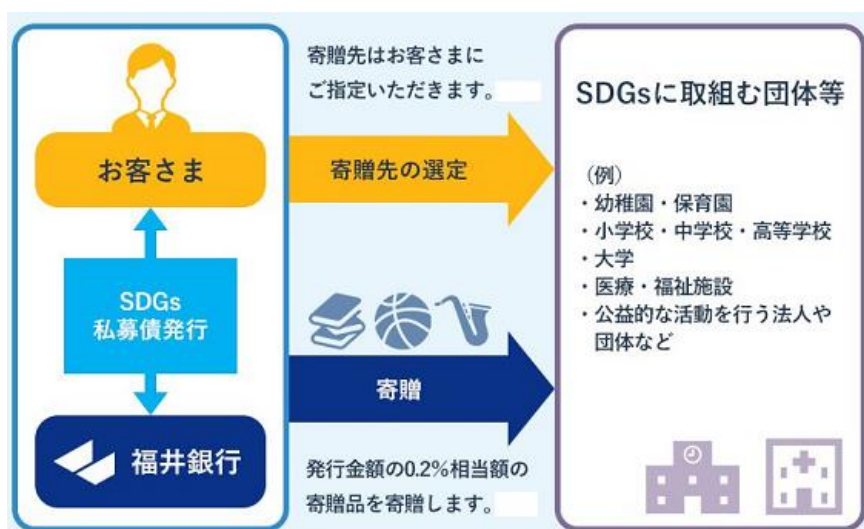 お客さま
SDGs
私募債発行
福井銀行
寄贈先はお客さまに
ご指定いただきます。
寄贈先の選定
寄贈
発行金額の0.2%相当額の
寄贈品を寄贈します。
SDGsに取組む団体等
（例）
・幼稚園・保育園
・小学校・中学校・高等学校
・大学
・医療・福祉施設
・公益的な活動を行う法人や
団体など